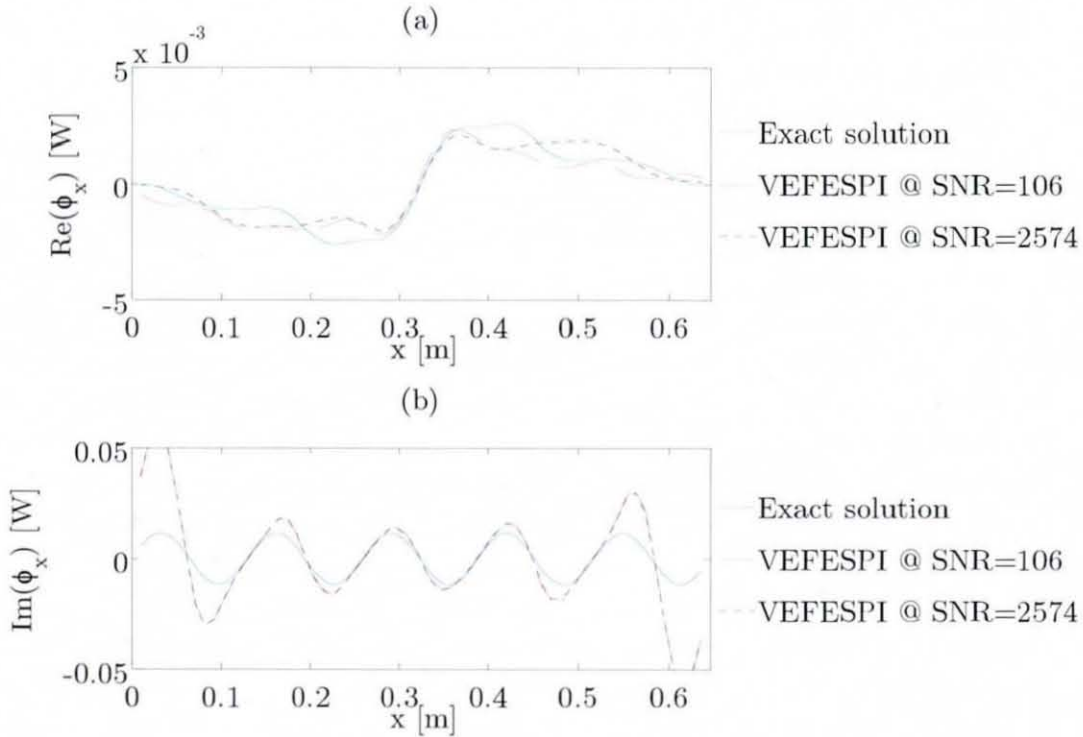 (a)
x 10^-3
5
0
-5
Re(ϕ_x) [W]
0 0.1 0.2 0.3 0.4 0.5 0.6
x [m]
Exact solution
VEFESPI @ SNR=106
VEFESPI @ SNR=2574
(b)
0.05
0
-0.05
Im(ϕ_x) [W]
0 0.1 0.2 0.3 0.4 0.5 0.6
x [m]
Exact solution
VEFESPI @ SNR=106
VEFESPI @ SNR=2574